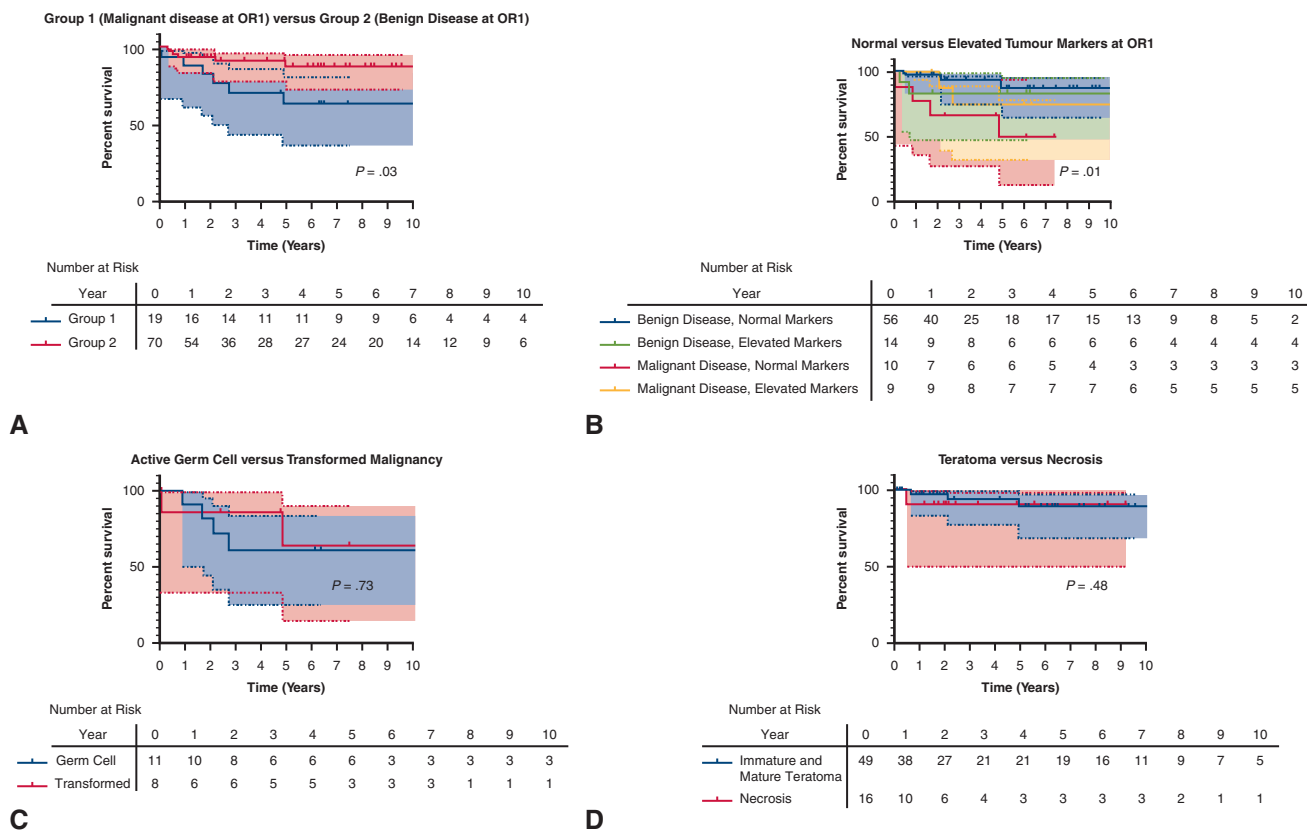 Group 1 (Malignant disease at OR1) versus Group 2 (Benign Disease at OR1)
100
50
0
Percent survival
P = .03
0 1 2 3 4 5 6 7 8 9 10
Time (Years)
Number at Risk
Year 0 1 2 3 4 5 6 7 8 9 10
Group 1 19 16 14 11 11 9 9 6 4 4 4
Group 2 70 54 36 28 27 24 20 14 12 9 6
A
Normal versus Elevated Tumour Markers at OR1
100
50
0
Percent survival
P = .01
0 1 2 3 4 5 6 7 8 9 10
Time (Years)
Number at Risk
Year 0 1 2 3 4 5 6 7 8 9 10
Benign Disease, Normal Markers 56 40 25 18 17 15 13 9 8 5 2
Benign Disease, Elevated Markers 14 9 8 6 6 6 6 4 4 4 4
Malignant Disease, Normal Markers 10 7 6 6 5 4 3 3 3 3 3
Malignant Disease, Elevated Markers 9 9 8 7 7 7 6 5 5 5 5
B
Active Germ Cell versus Transformed Malignancy
100
50
0
Percent survival
P = .73
0 1 2 3 4 5 6 7 8 9 10
Time (Years)
Number at Risk
Year 0 1 2 3 4 5 6 7 8 9 10
Germ Cell 11 10 8 6 6 6 3 3 3 3 3
Transformed 8 6 6 5 5 3 3 3 1 1 1
C
Teratoma versus Necrosis
100
50
0
Percent survival
P = .48
0 1 2 3 4 5 6 7 8 9 10
Time (Years)
Number at Risk
Year 0 1 2 3 4 5 6 7 8 9 10
Immature and 49 38 27 21 21 19 16 11 9 7 5
Mature Teratoma
Necrosis 16 10 6 4 3 3 3 3 2 1 1
D